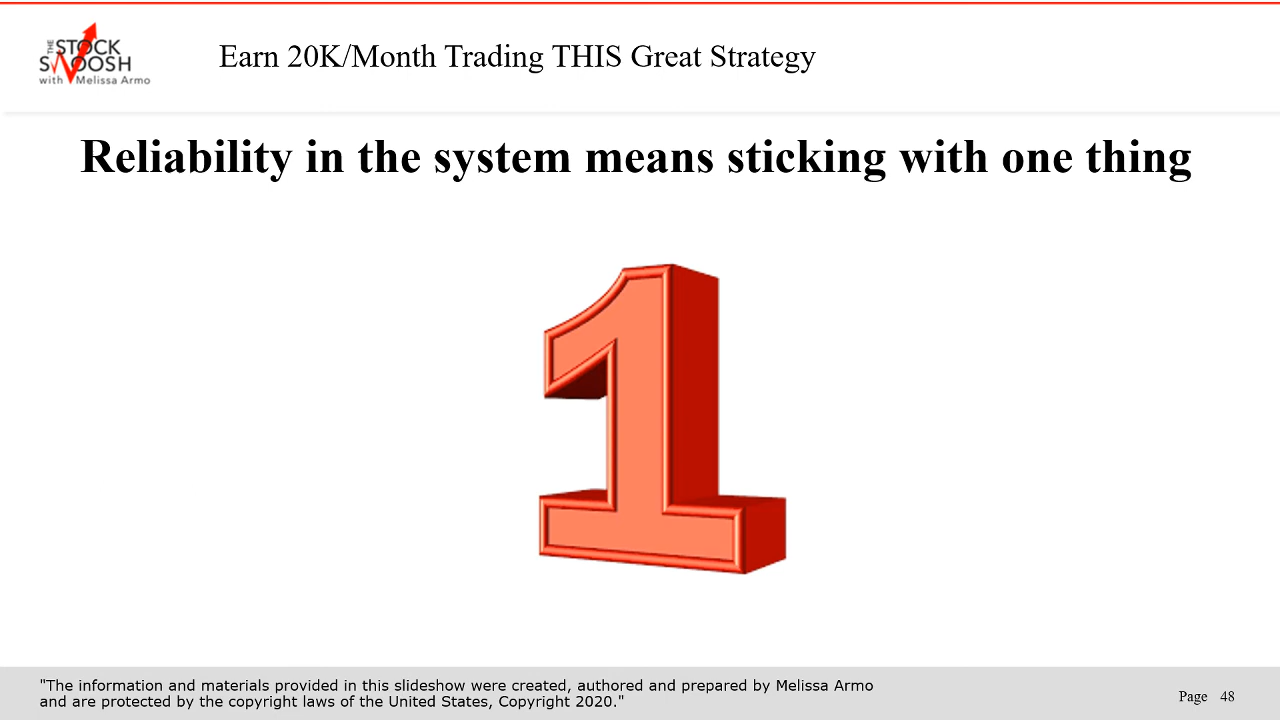 THE
STOCK
SWOOSH
with Melissa Armo
Earn 20K/Month Trading THIS Great Strategy
Reliability in the system means sticking with one thing
1
"The information and materials provided in this slideshow were created, authored and prepared by Melissa Armo
and are protected by the copyright laws of the United States, Copyright 2020."
Page 48